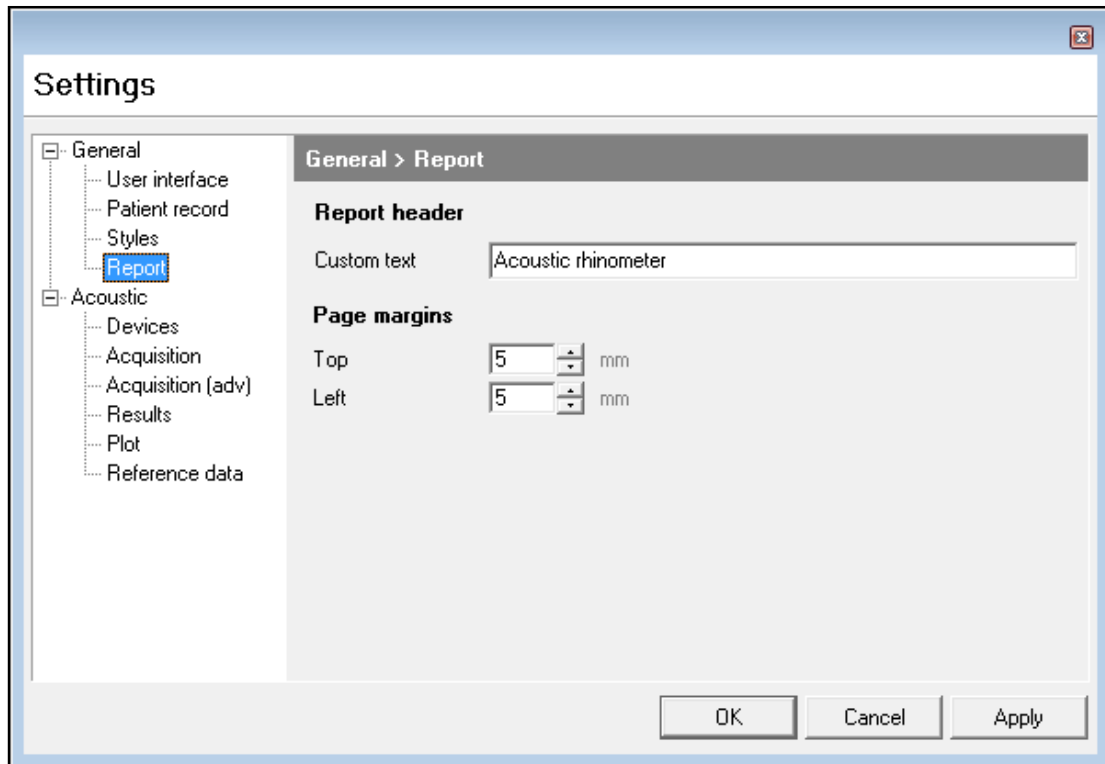 Settings
General
User interface
Patient record
Styles
Report
Acoustic
Devices
Acquisition
Acquisition (adv)
Results
Plot
Reference data
General > Report
Report header
Custom text Acoustic rhinometer
Page margins
Top 5 mm
Left 5 mm
OK Cancel Apply